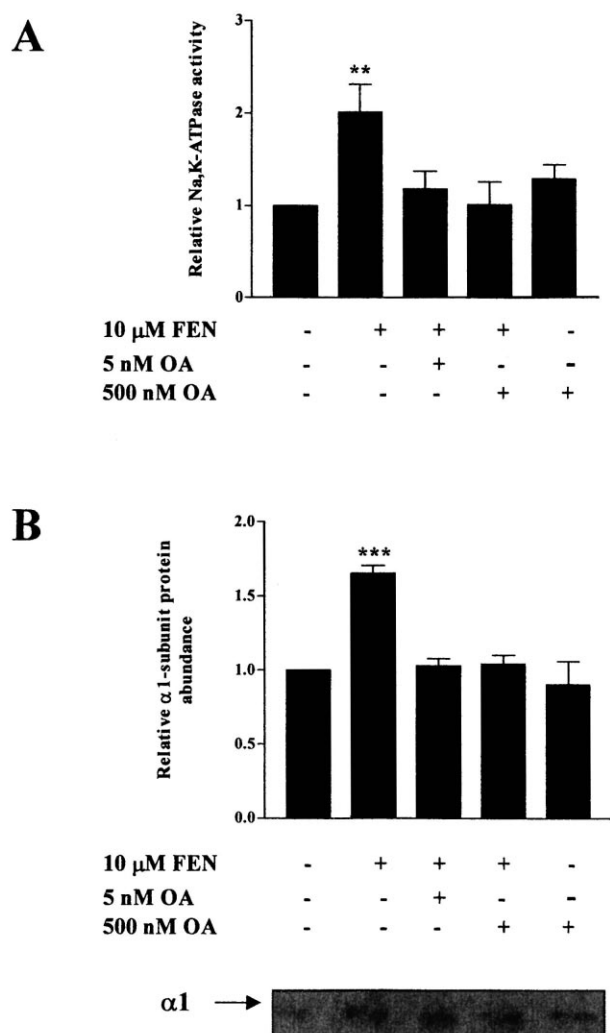 A
Relative Na,K-ATPase activity
3
2
1
0
**
10 μM FEN - + + + -
5 nM OA - - + - -
500 nM OA - - - + +
B
Relative α1-subunit protein
abundance
2.0
1.5
1.0
0.5
0.0
***
10 μM FEN - + + + -
5 nM OA - - + - -
500 nM OA - - - + +
α1